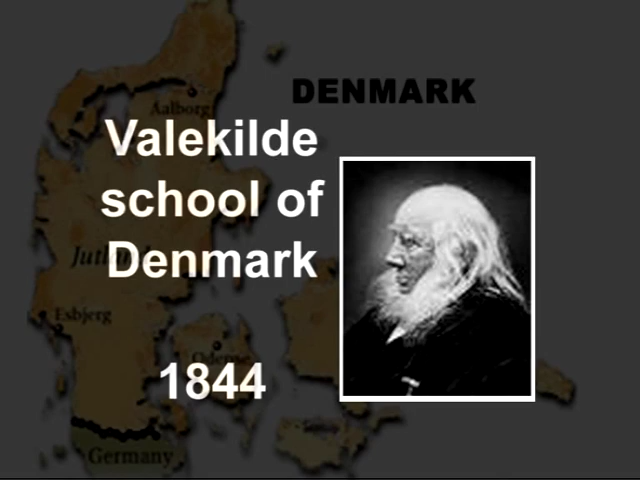 DENMARK
Aalborg
Valekilde
school of
Denmark
Jutland
Esbjerg
Odense
1844
Germany